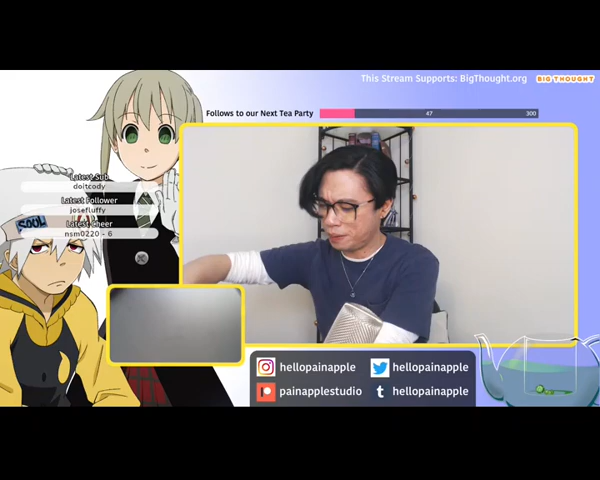 This Stream Supports: BigThought.org
BIG THOUGHT
Follows to our Next Tea Party
47
300
Latest Sub
doitcody
Latest Follower
josefluffy
Latest Cheer
nsm0220 - 6
SOUL
hellopainapple
hellopainapple
painapplestudio
hellopainapple